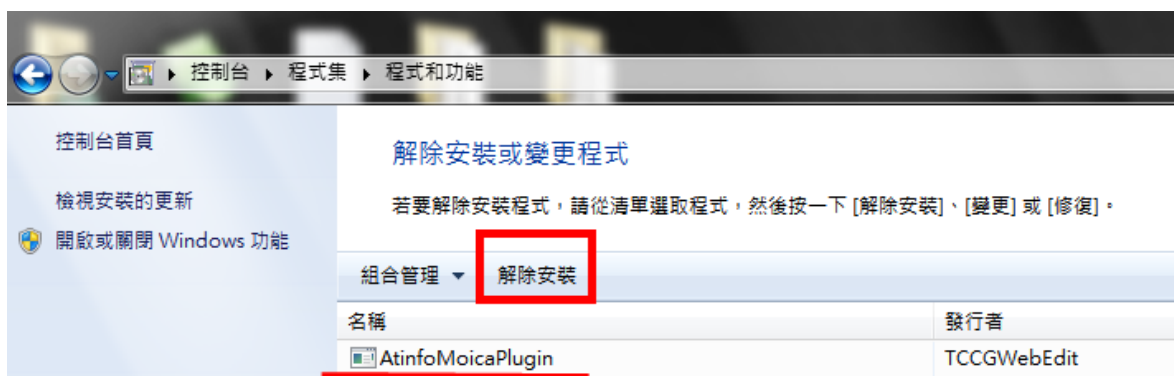 控制台 ▸ 程式集 ▸ 程式和功能
控制台首頁
檢視安裝的更新
開啟或關閉 Windows 功能
解除安裝或變更程式
若要解除安裝程式，請從清單選取程式，然後按一下 [解除安裝]、[變更] 或 [修復]。
組合管理 解除安裝
名稱 發行者
AtinfoMoicaPlugin TCCGWebEdit